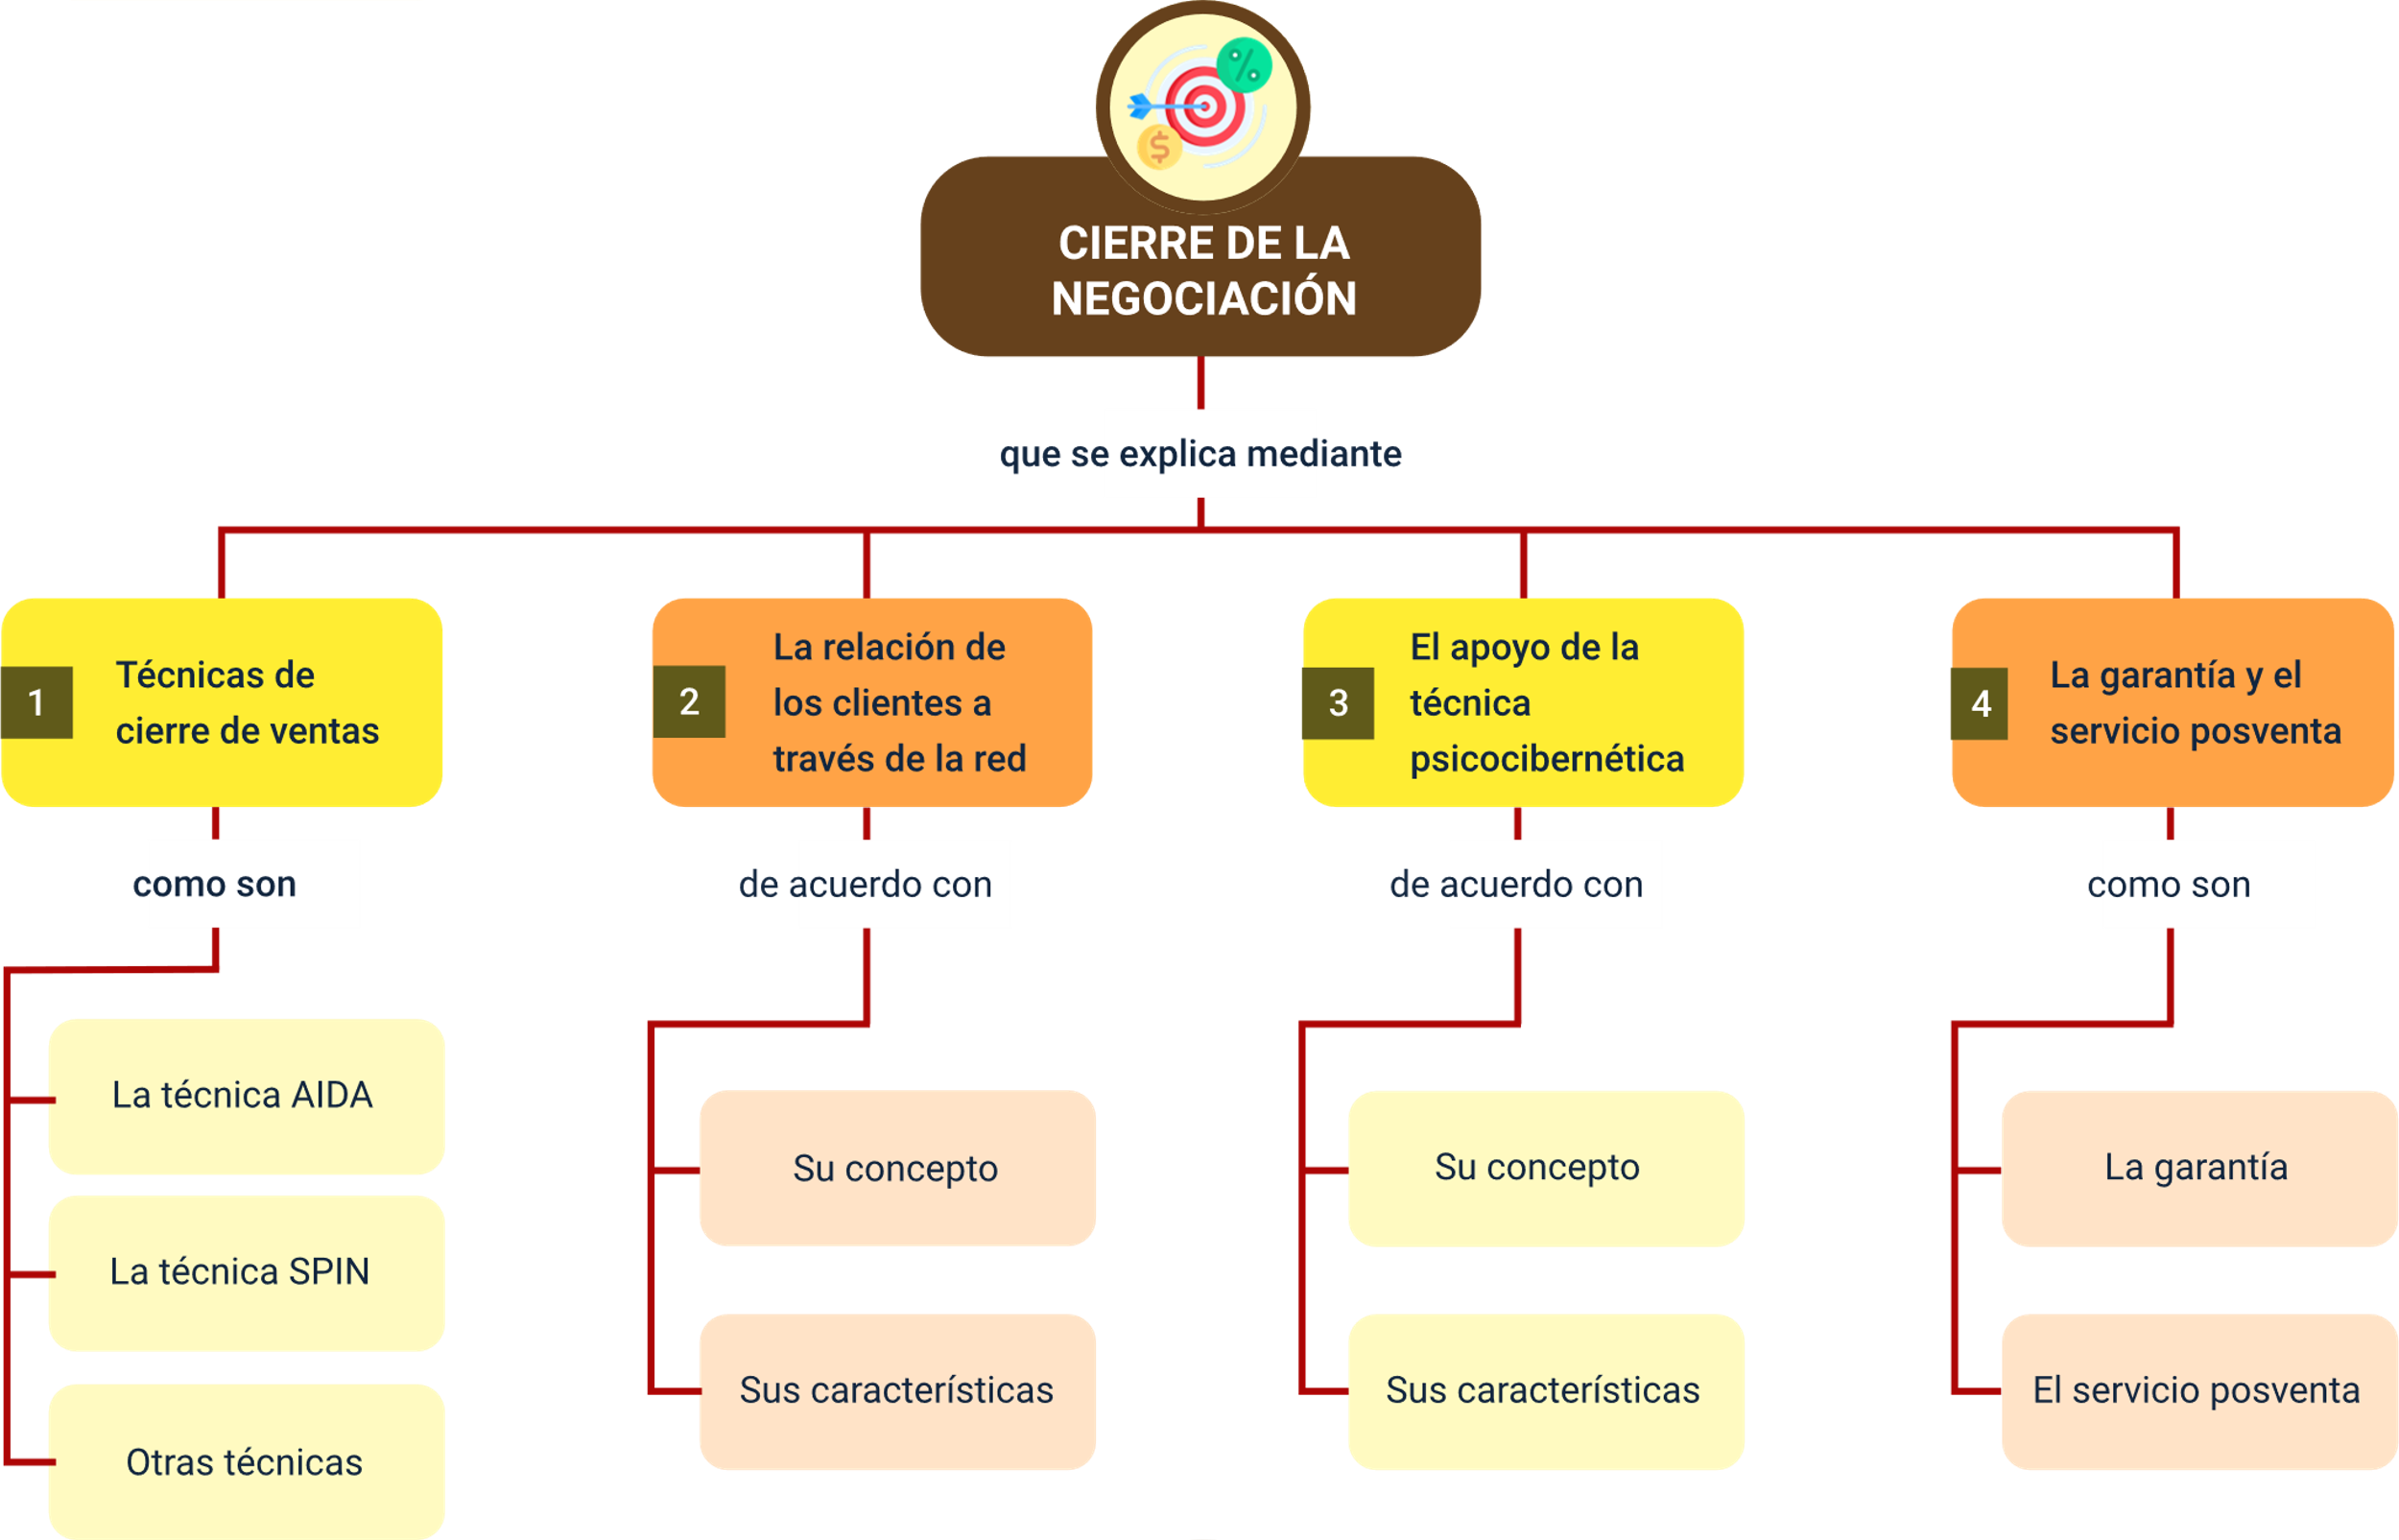 %
$
CIERRE DE LA
NEGOCIACIÓN
que se explica mediante
1
Técnicas de
cierre de ventas
2
La relación de
los clientes a
través de la red
3
El apoyo de la
técnica
psicocibernética
4
La garantía y el
servicio posventa
como son
de acuerdo con
de acuerdo con
como son
La técnica AIDA
La técnica SPIN
Otras técnicas
Su concepto
Sus características
Su concepto
Sus características
La garantía
El servicio posventa